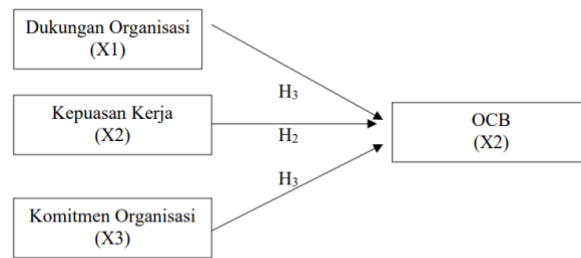 Dukungan Organisasi
(X1)
H₃
Kepuasan Kerja
(X2)
H₂
OCB
(X2)
H₃
Komitmen Organisasi
(X3)